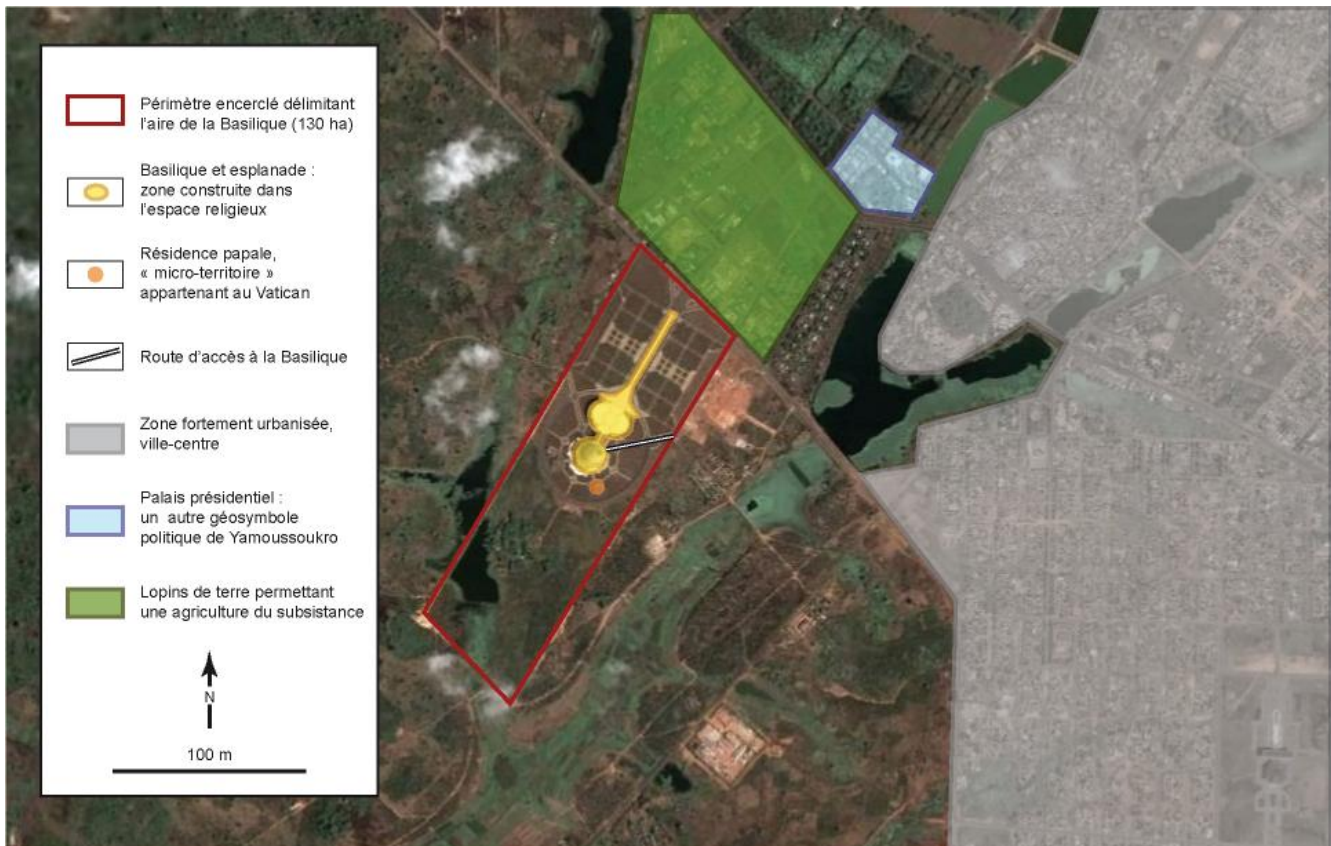 Périmètre encerclé délimitant
l'aire de la Basilique (130 ha)
Basilique et esplanade :
zone construite dans
l'espace religieux
Résidence papale,
« micro-territoire »
appartenant au Vatican
Route d'accès à la Basilique
Zone fortement urbanisée,
ville-centre
Palais présidentiel :
un autre géosymbole
politique de Yamoussoukro
Lopins de terre permettant
une agriculture du subsistance
N
100 m